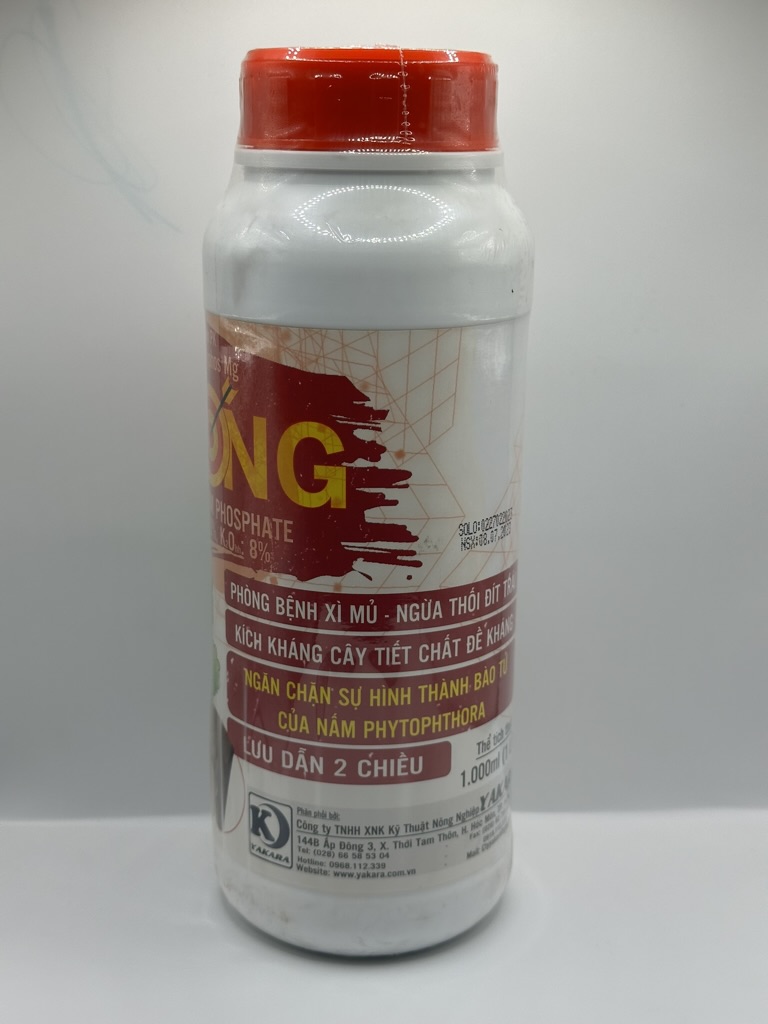 Mg
ỐNG
PHOSPHATE
K₂O: 8%
SOLO:
NSX:08.07.
PHÒNG BỆNH XÌ MỦ - NGỪA THỐI ĐÍT TRÁ
KÍCH KHÁNG CÂY TIẾT CHẤT ĐỀ KHÁNG
NGĂN CHẶN SỰ HÌNH THÀNH BÀO TỬ
CỦA NẤM PHYTOPHTHORA
LƯU DẪN 2 CHIỀU
Thể tích
1.000ml
K
YAKARA
Phân phối bởi:
Công ty TNHH XNK Kỹ Thuật Nông Nghiệp YAKARA
144B Ấp Đông 3, X. Thới Tam Thôn, H. Hóc Môn
Tel: (028) 66 58 53 04
Hotline: 0968.112.339
Website: www.yakara.com.vn